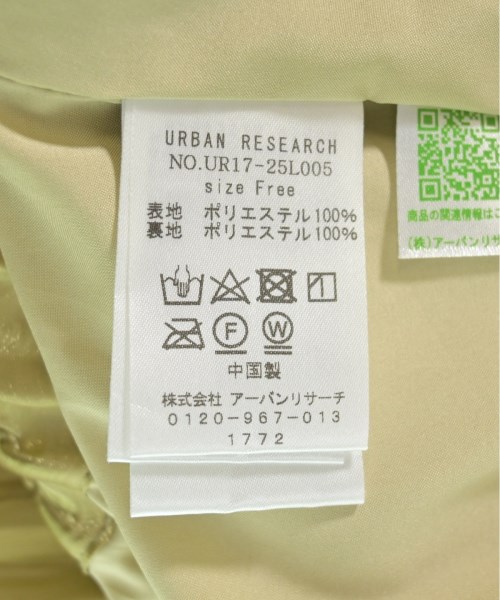 URBAN RESEARCH
NO.UR17-25L005
size Free
表地 ポリエステル100%
裏地 ポリエステル100%
F
W
中国製
株式会社 アーバンリサーチ
0120-967-013
1772
商品の関連情報は
(株)アーバンリサ